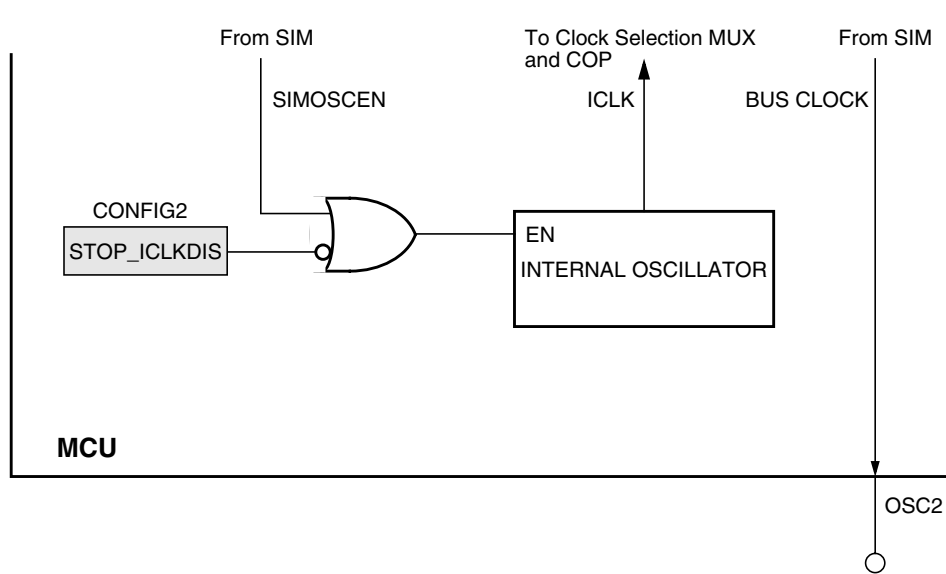 From SIM
To Clock Selection MUX
and COP
From SIM
SIMOSCEN
ICLK
BUS CLOCK
CONFIG2
STOP_ICLKDIS
EN
INTERNAL OSCILLATOR
MCU
OSC2